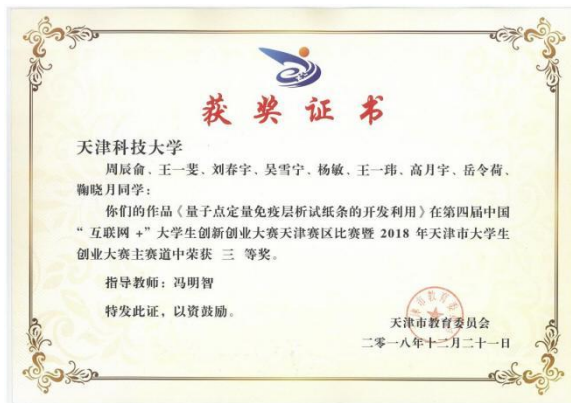 获奖证书
天津科技大学
周辰俞、王一斐、刘春宇、吴雪宁、杨敏、王一玮、高月宇、岳令荷、
鞠晓月同学：
你们的作品《量子点定量免疫层析试纸条的开发利用》在第四届中国
“互联网+”大学生创新创业大赛天津赛区比赛暨 2018 年天津市大学生
创业大赛主赛道中荣获 三 等奖。
指导教师：冯明智
特发此证，以资鼓励。
天津市教育委员会
二零一八年十二月二十一日